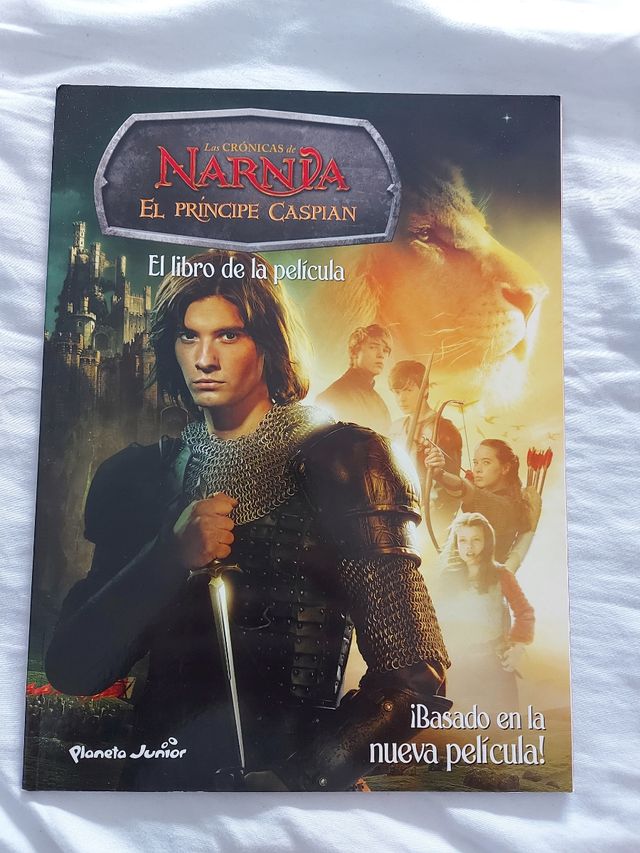 Las CRÓNICAS de
NARNIA
EL PRÍNCIPE CASPIAN
El libro de la película
¡Basado en la
nueva película!
Planeta Junior